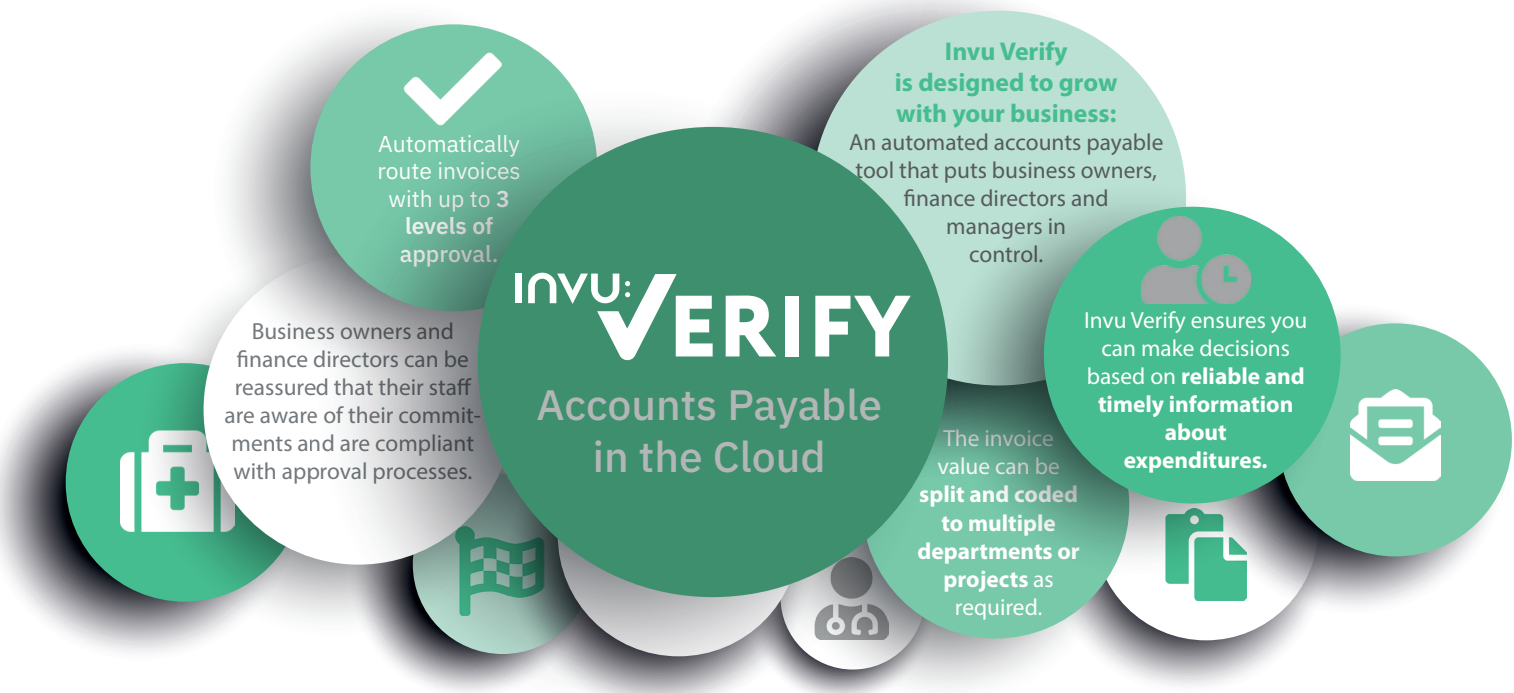 Automatically
route invoices
with up to 3
levels of
approval.
Invu Verify
is designed to grow
with your business:
An automated accounts payable
tool that puts business owners,
finance directors and
managers in
control.
INVU:
VERIFY
Accounts Payable
in the Cloud
Business owners and
finance directors can be
reassured that their staff
are aware of their commit-
ments and are compliant
with approval processes.
Invu Verify ensures you
can make decisions
based on reliable and
timely information
about
expenditures.
The invoice
value can be
split and coded
to multiple
departments or
projects as
required.